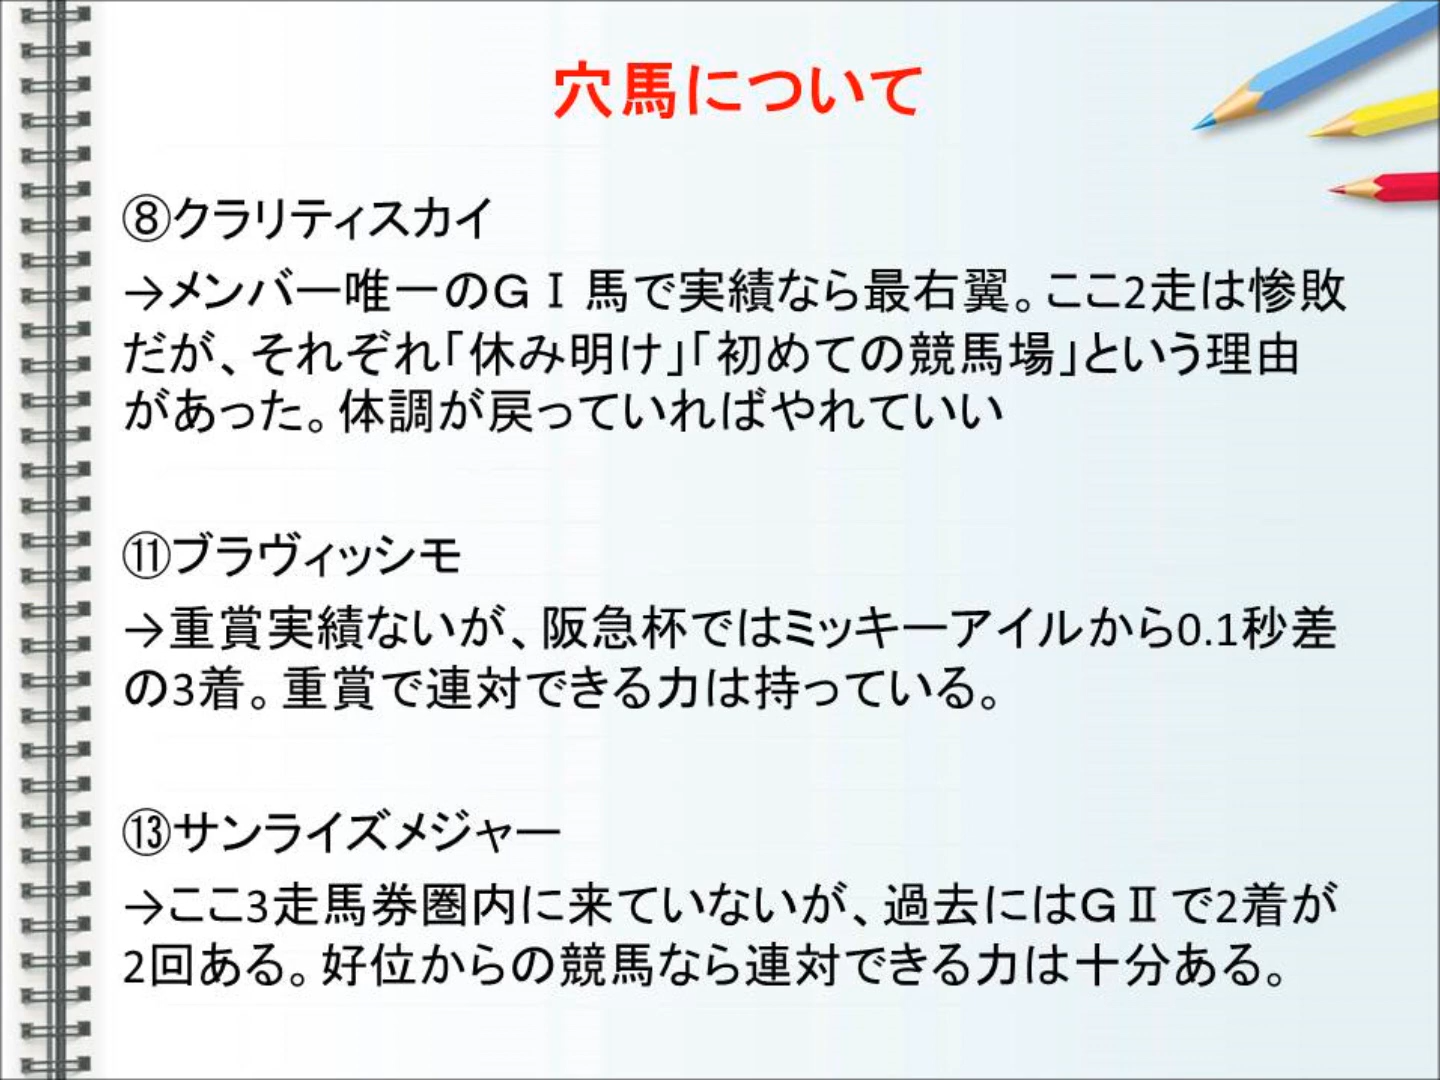 穴馬について
⑧クラリティスカイ
→メンバー唯一のGⅠ馬で実績なら最右翼。ここ2走は惨敗
だが、それぞれ「休み明け」「初めての競馬場」という理由
があった。体調が戻っていればやれていい
⑪ブラヴィッシモ
→重賞実績ないが、阪急杯ではミッキーアイルから0.1秒差
の3着。重賞で連対できる力は持っている。
⑬サンライズメジャー
→ここ3走馬券圏内に来ていないが、過去にはGⅡで2着が
2回ある。好位からの競馬なら連対できる力は十分ある。